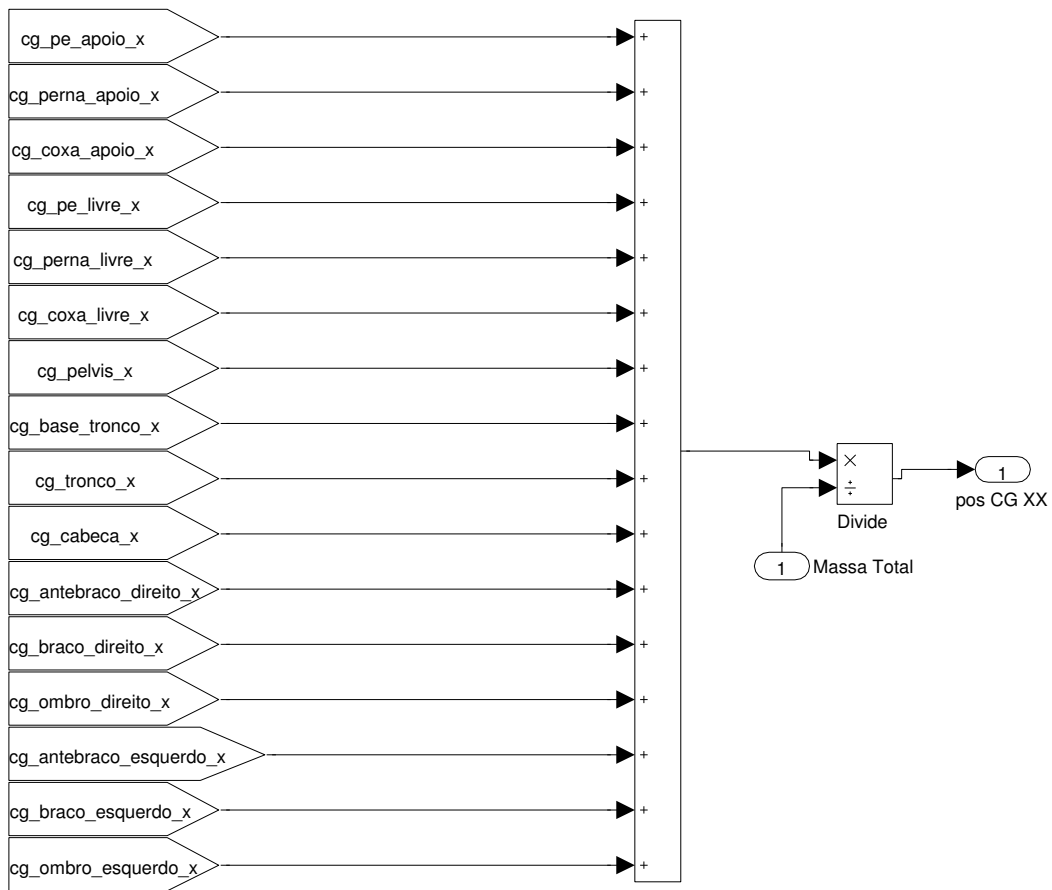 cg_pe_apoio_x
+
cg_perna_apoio_x
+
cg_coxa_apoio_x
+
cg_pe_livre_x
+
cg_perna_livre_x
+
cg_coxa_livre_x
+
cg_pelvis_x
+
cg_base_tronco_x
+
cg_tronco_x
+
cg_cabeca_x
+
cg_antebraco_direito_x
+
cg_braco_direito_x
+
cg_ombro_direito_x
+
cg_antebraco_esquerdo_x
+
cg_braco_esquerdo_x
+
cg_ombro_esquerdo_x
+
×
÷
Divide
1
pos CG XX
1
Massa Total